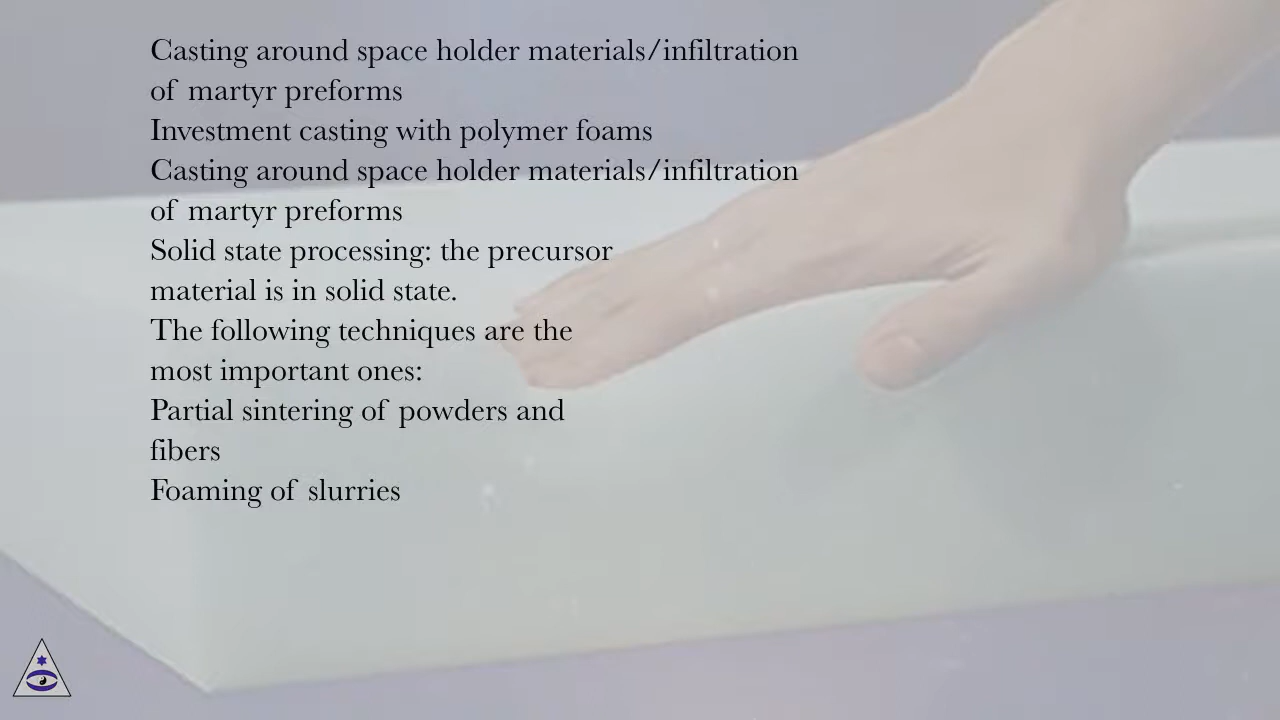 Casting around space holder materials/infiltration
of martyr preforms
Investment casting with polymer foams
Casting around space holder materials/infiltration
of martyr preforms
Solid state processing: the precursor
material is in solid state.
The following techniques are the
most important ones:
Partial sintering of powders and
fibers
Foaming of slurries